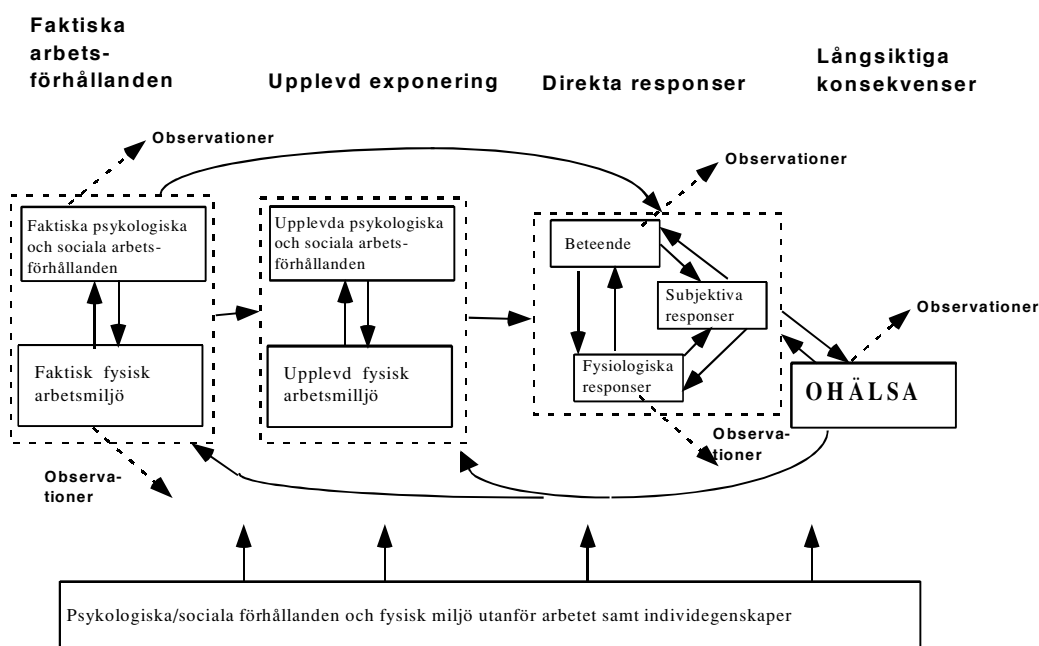 Faktiska
arbets-
förhållanden
Upplevd exponering
Direkta responser
Långsiktiga
konsekvenser
Observationer
Observationer
Faktiska psykologiska
och sociala arbets-
förhållanden
Upplevda psykologiska
och sociala arbets-
förhållanden
Beteende
Subjektiva
responser
Observationer
Faktisk fysisk
arbetsmiljö
Upplevd fysisk
arbetsmilljö
Fysiologiska
responser
OHÄLSA
Observa-
tioner
Observa-
tioner
Psykologiska/sociala förhållanden och fysisk miljö utanför arbetet samt individegenskaper